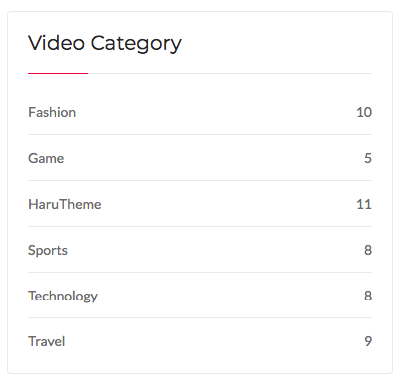 Video Category
Fashion 10
Game 5
HaruTheme 11
Sports 8
Technology 8
Travel 9